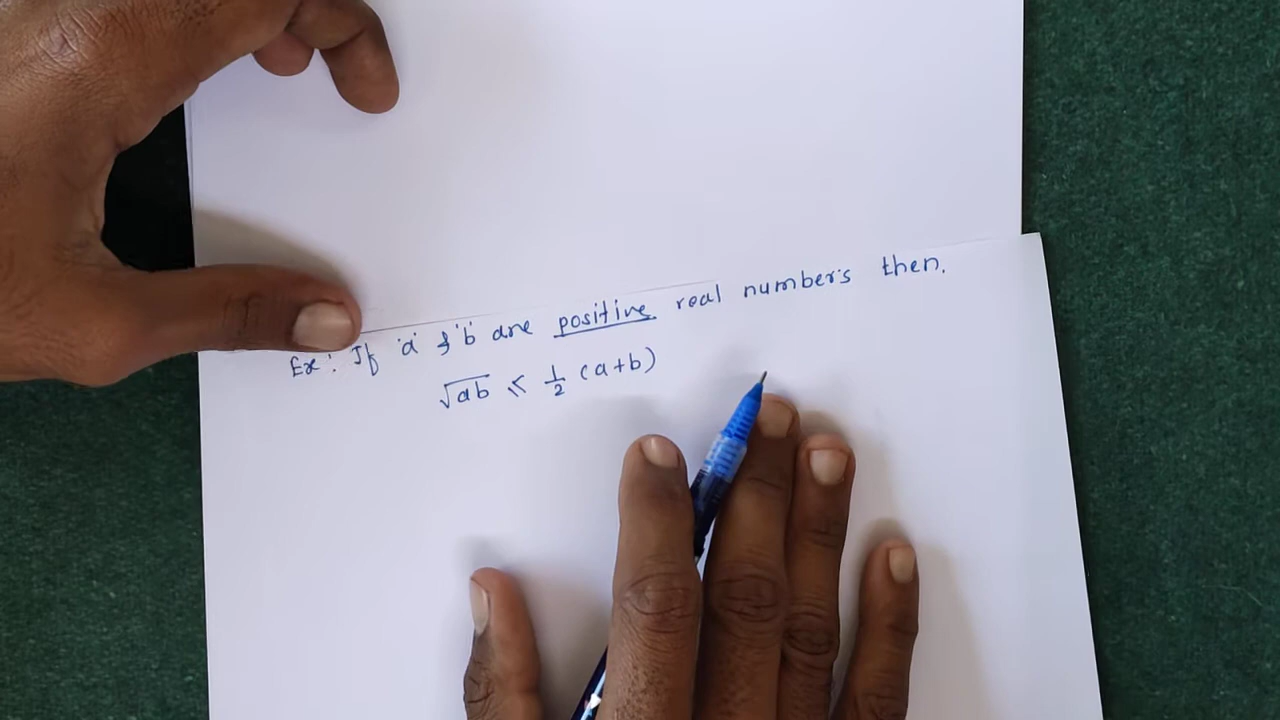 Ex: If 'a' & 'b' are positive real numbers then.
√ab ⩽ 1/2 (a+b)